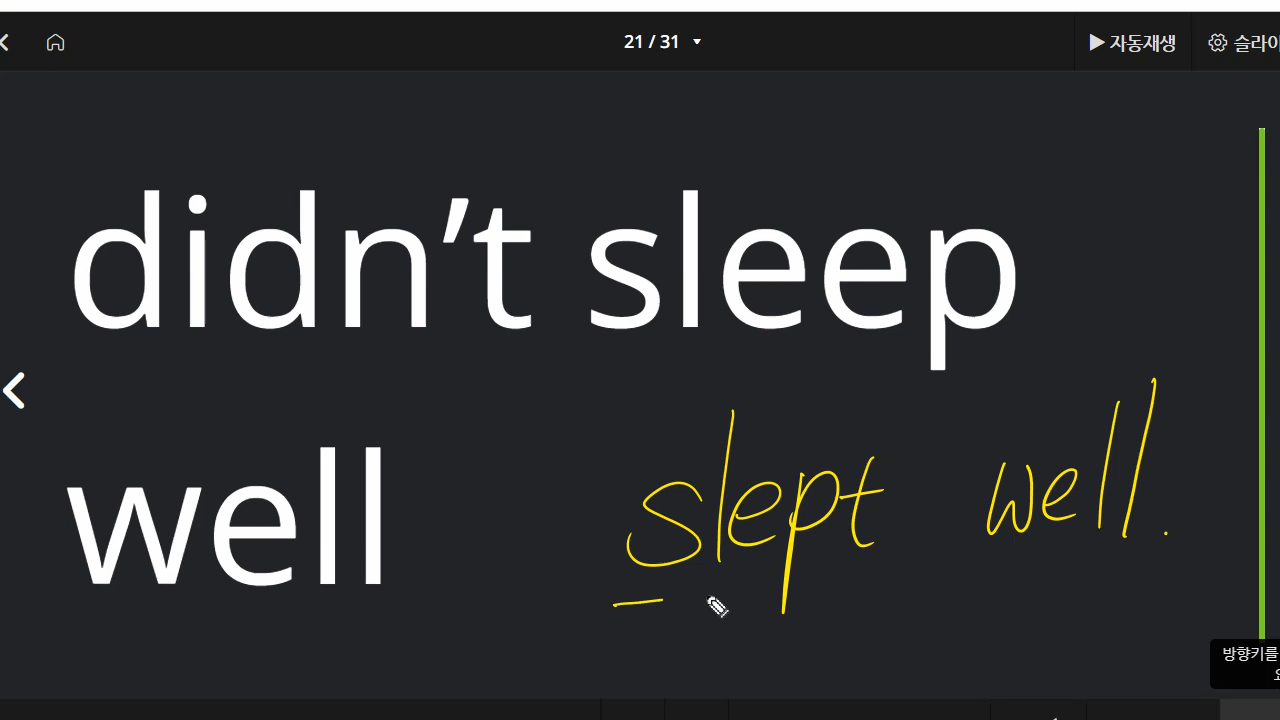 21 / 31
자동재생
슬라이
didn’t sleep
well
slept well.
방향키를